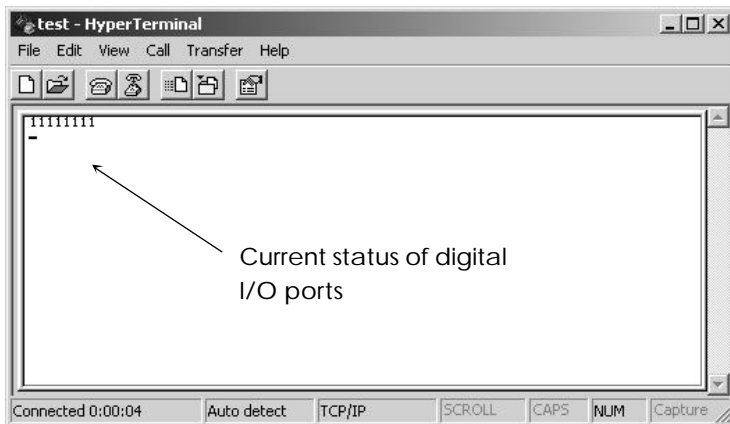 test - HyperTerminal
File Edit View Call Transfer Help
11111111
Current status of digital
I/O ports
Connected 0:00:04 Auto detect TCP/IP SCROLL CAPS NUM Capture